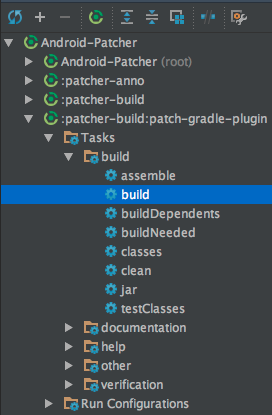 Android-Patcher
Android-Patcher (root)
:patcher-anno
:patcher-build
:patcher-build:patch-gradle-plugin
Tasks
build
assemble
build
buildDependents
buildNeeded
classes
clean
jar
testClasses
documentation
help
other
verification
Run Configurations